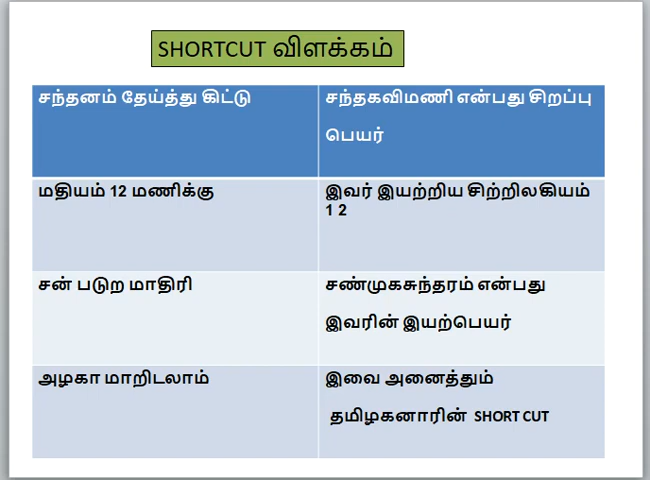 SHORTCUT விளக்கம்
சந்தனம் தேய்த்து கிட்டு
சந்தகவிமணி என்பது சிறப்பு
பெயர்
மதியம் 12 மணிக்கு
இவர் இயற்றிய சிற்றிலகியம்
1 2
சன் படுற மாதிரி
சண்முகசுந்தரம் என்பது
இவரின் இயற்பெயர்
அழகா மாறிடலாம்
இவை அனைத்தும்
தமிழகனாரின் SHORT CUT